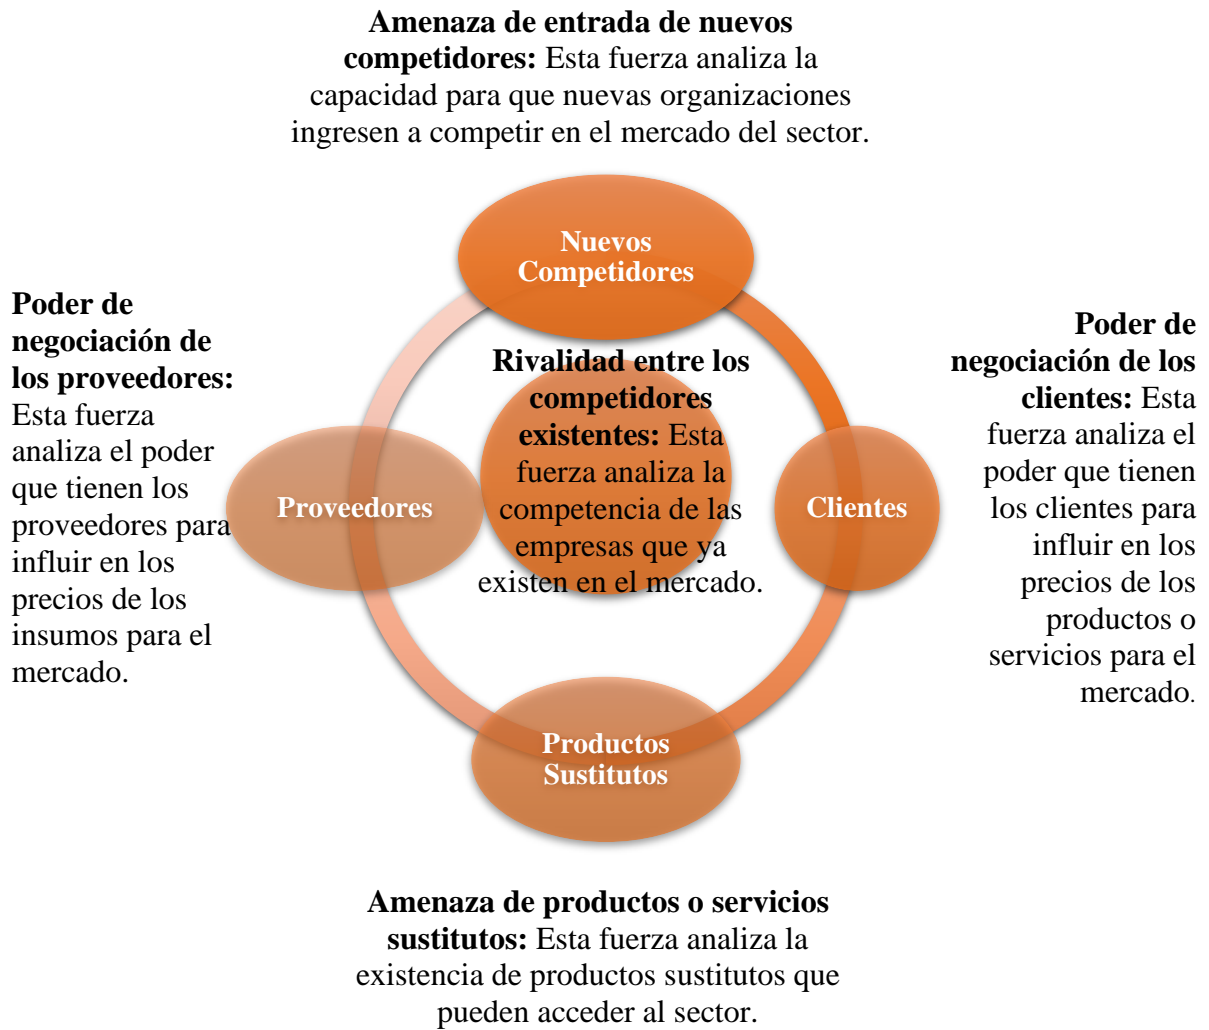 Amenaza de entrada de nuevos
competidores: Esta fuerza analiza la
capacidad para que nuevas organizaciones
ingresen a competir en el mercado del sector.
Nuevos
Competidores
Poder de
negociación de
los proveedores:
Esta fuerza
analiza el poder
que tienen los
proveedores para
influir en los
precios de los
insumos para el
mercado.
Proveedores
Rivalidad entre los
competidores
existentes: Esta
fuerza analiza la
competencia de las
empresas que ya
existen en el mercado.
Clientes
Poder de
negociación de los
clientes: Esta
fuerza analiza el
poder que tienen
los clientes para
influir en los
precios de los
productos o
servicios para el
mercado.
Productos
Sustitutos
Amenaza de productos o servicios
sustitutos: Esta fuerza analiza la
existencia de productos sustitutos que
pueden acceder al sector.